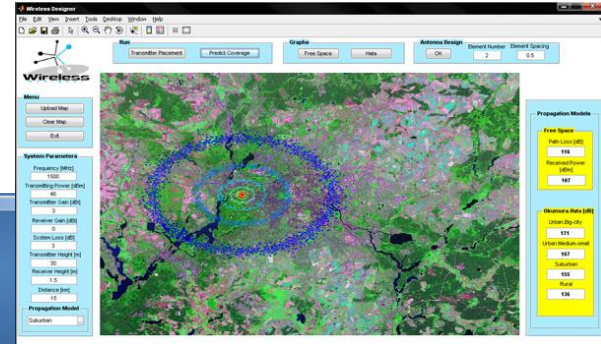 Wireless Designer
File Edit View Insert Tools Desktop Window Help
Run
Transmitter Placement
Predict Coverage
Graphs
Free Space
Hata
Antenna Design
OK
Element Number
2
Element Spacing
0.5
Wireless
Menu
Upload Map
Clear Map
Exit
System Parameters
Frequency [MHz]
1500
Transmitting Power [dBm]
46
Transmitter Gain [dBi]
3
Receiver Gain [dBi]
0
System Loss [dB]
3
Transmitter Height [m]
30
Receiver Height [m]
1.5
Distance [km]
15
Propagation Model
Suburban
Propagation Models
Free Space
Path Loss [dB]
116
Received Power
[dBm]
107
Okumura-Hata [dB]
Urban Big-city
171
Urban Medium-small
167
Suburban
155
Rural
136